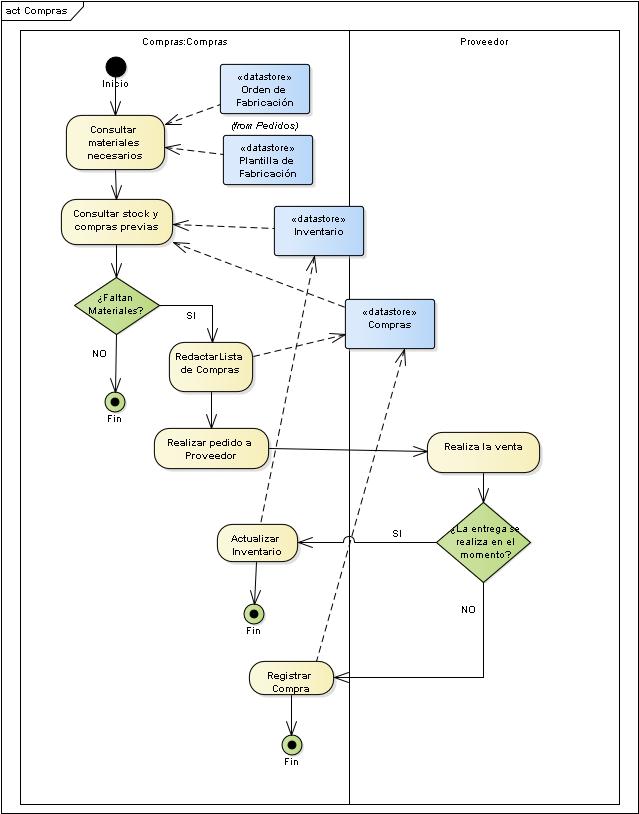 act Compras
Compras:Compras
Proveedor
Inicio
«datastore»
Orden de
Fabricación
(from Pedidos)
Consultar
materiales
necesarios
«datastore»
Plantilla de
Fabricación
Consultar stock y
compras previas
«datastore»
Inventario
¿Faltan
Materiales?
SI
«datastore»
Compras
NO
RedactarLista
de Compras
Fin
Realizar pedido a
Proveedor
Realiza la venta
¿La entrega se
realiza en el
momento?
SI
Actualizar
Inventario
NO
Fin
Registrar
Compra
Fin